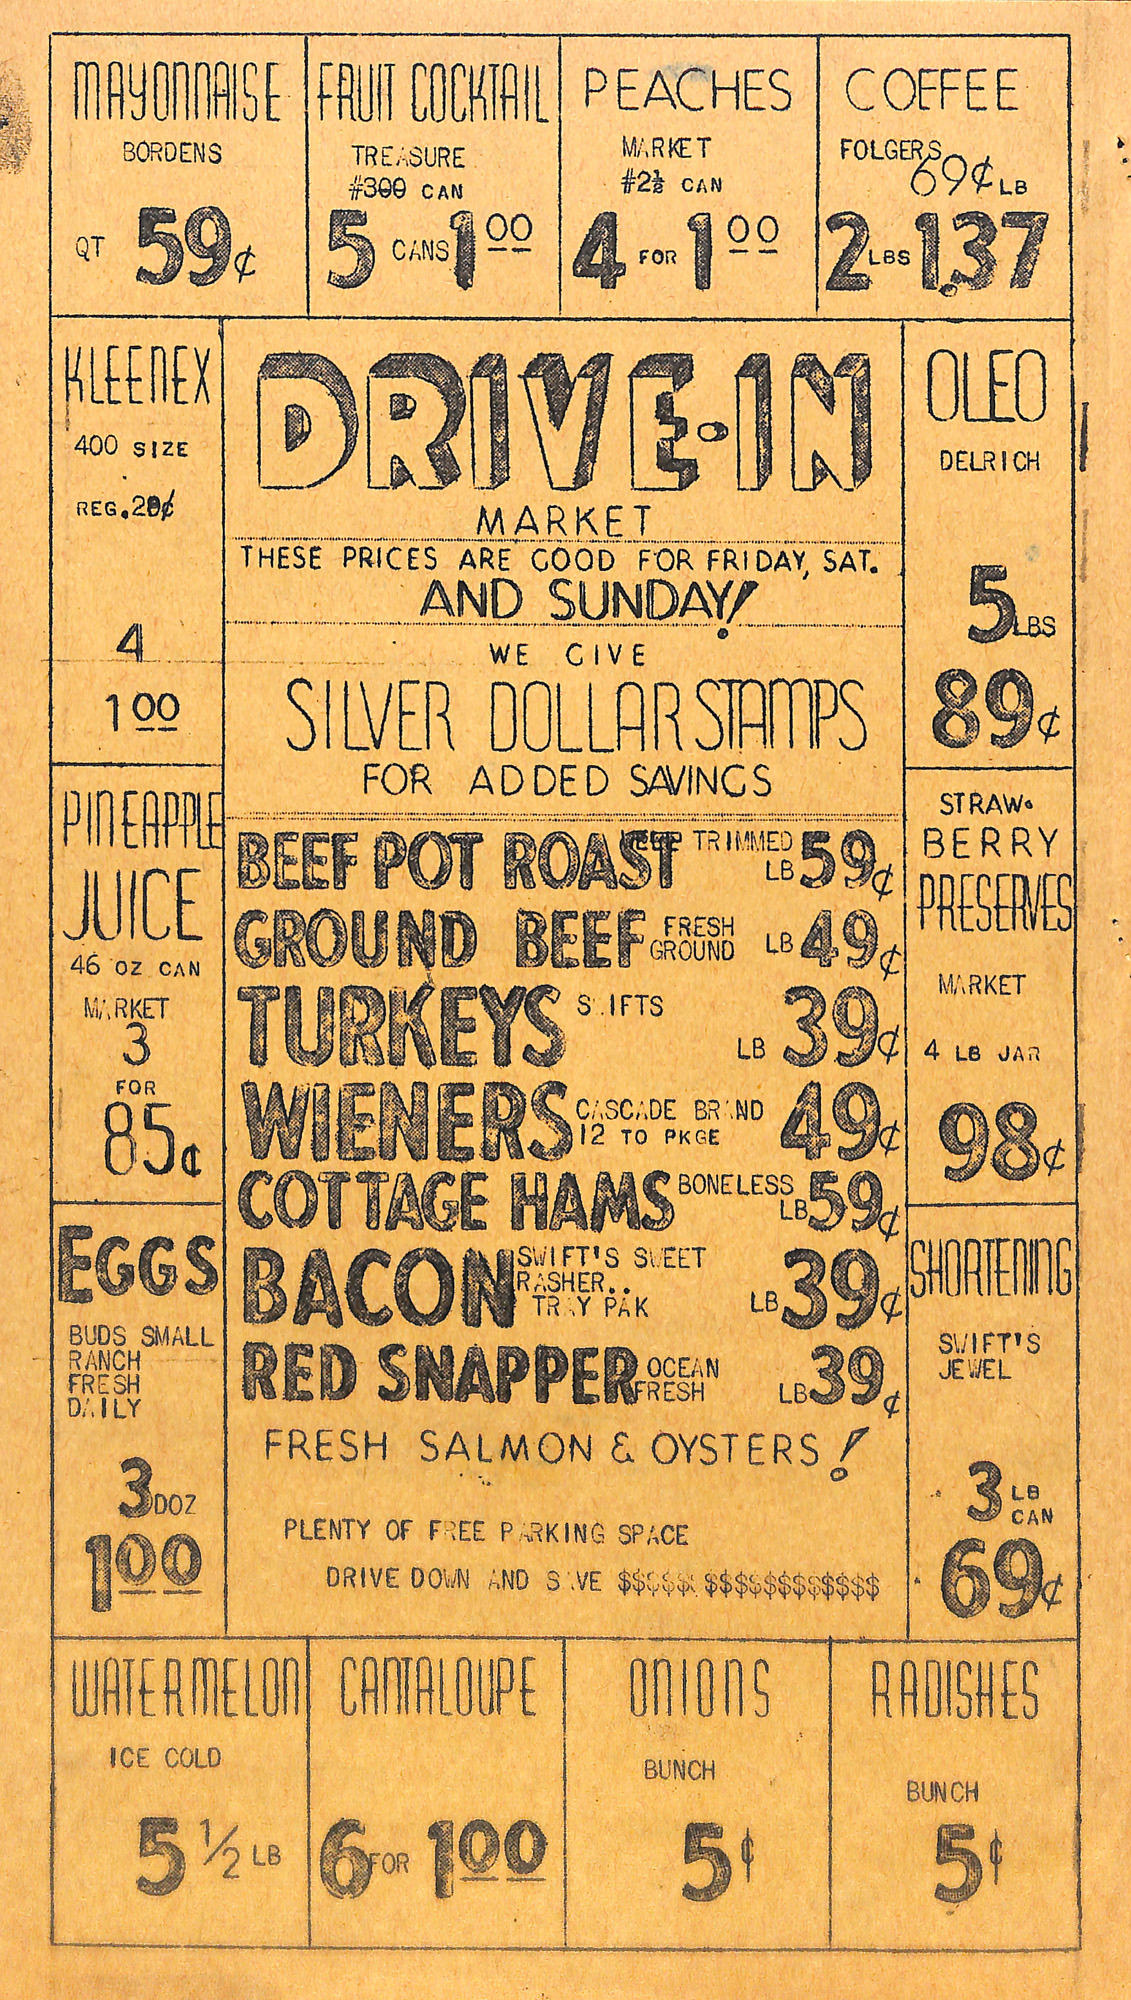 MAYONNAISE
BORDENS
QT 59¢
FRUIT COCKTAIL
TREASURE
#300 CAN
5 CANS 1 00
PEACHES
MARKET
#2½ CAN
4 FOR 1 00
COFFEE
FOLGERS
69¢ LB
2 LBS 1.37
KLEENEX
400 SIZE
REG.
4
1 00
DRIVE-IN
MARKET
THESE PRICES ARE GOOD FOR FRIDAY, SAT.
AND SUNDAY!
WE GIVE
SILVER DOLLAR STAMPS
FOR ADDED SAVINGS
OLEO
DELRICH
5 LBS
89¢
PINEAPPLE
JUICE
46 OZ CAN
MARKET
3
FOR
85¢
BEEF POT ROAST TRIMMED LB 59¢
GROUND BEEF FRESH GROUND LB 49¢
TURKEYS SWIFTS LB 39¢
WIENERS CASCADE BRAND 12 TO PKGE 49¢
COTTAGE HAMS BONELESS LB 59¢
BACON SWIFT'S SWEET
RASHER..
TRAY PAK LB 39¢
RED SNAPPER OCEAN FRESH LB 39¢
FRESH SALMON & OYSTERS!
PLENTY OF FREE PARKING SPACE
DRIVE DOWN AND SAVE $$$$$$ $$$$$$$$$$$$
STRAW-
BERRY
PRESERVES
MARKET
4 LB JAR
98¢
EGGS
BUDS SMALL
RANCH
FRESH
DAILY
3 DOZ
1 00
SHORTENING
SWIFT'S
JEWEL
3 LB CAN
69¢
WATERMELON
ICE COLD
5 ½ LB
CANTALOUPE
6 FOR 1 00
ONIONS
BUNCH
5¢
RADISHES
BUNCH
5¢